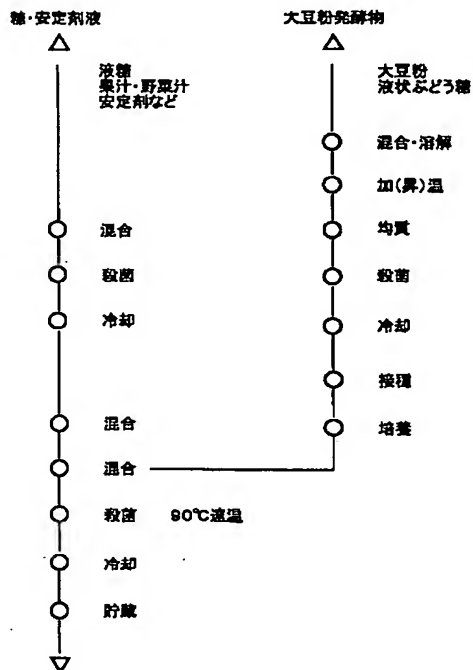 糖・安定剤液
液糖
果汁・野菜汁
安定剤など
混合
殺菌
冷却
混合
混合
殺菌 90℃達温
冷却
貯蔵
大豆粉発酵物
大豆粉
液状ぶどう糖
混合・溶解
加(昇)温
均質
殺菌
冷却
接種
培養